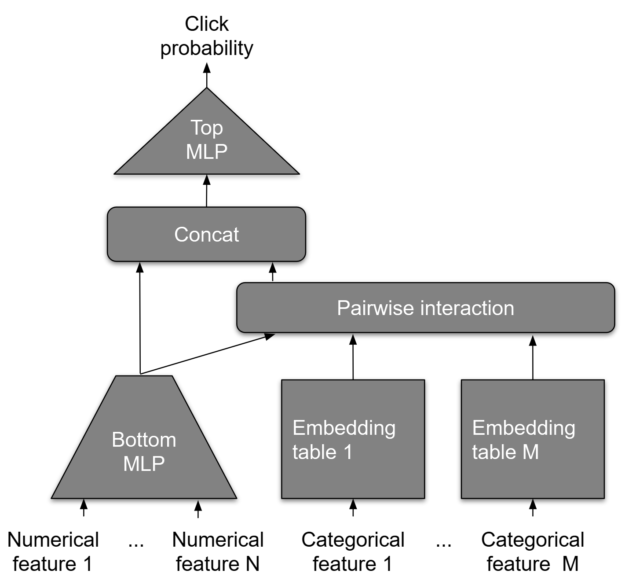 Click
probability
Top
MLP
Concat
Pairwise interaction
Bottom
MLP
Embedding
table 1
Embedding
table M
Numerical
feature 1
...
Numerical
feature N
Categorical
feature 1
...
Categorical
feature M